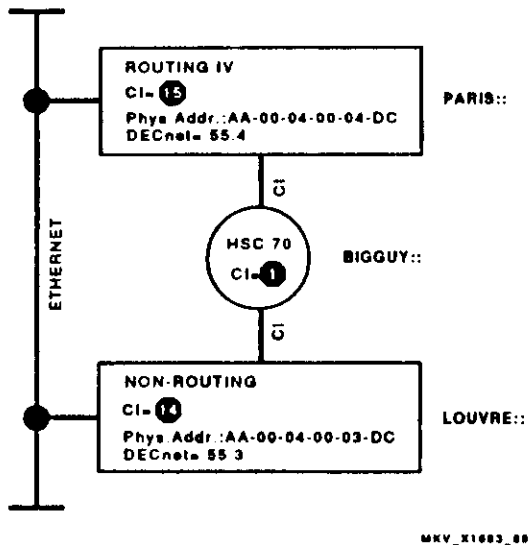 ROUTING IV
CI= 15
Phys.Addr.:AA-00-04-00-04-DC
DECnet= 55.4
PARIS::
CI
ETHERNET
HSC 70
CI= 1
BIGGUY::
CI
NON-ROUTING
CI= 14
Phys.Addr.:AA-00-04-00-03-DC
DECnet= 55.3
LOUVRE::